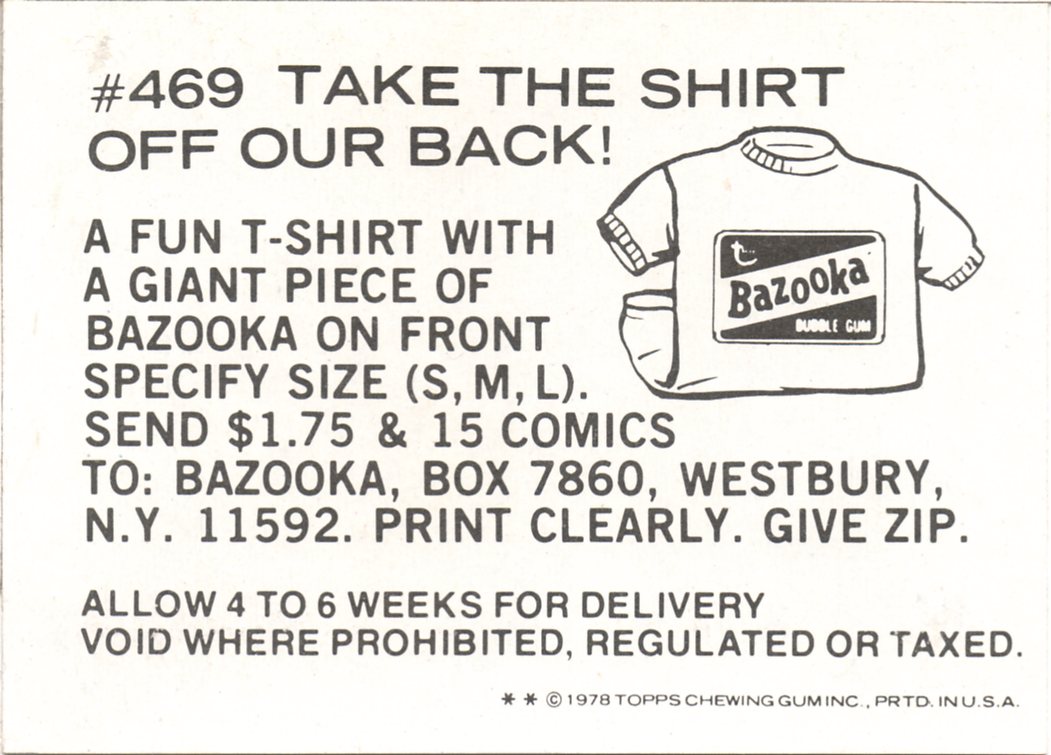 #469 TAKE THE SHIRT
OFF OUR BACK!
A FUN T-SHIRT WITH
A GIANT PIECE OF
BAZOOKA ON FRONT
SPECIFY SIZE (S, M, L).
SEND $1.75 & 15 COMICS
TO: BAZOOKA, BOX 7860, WESTBURY,
N.Y. 11592. PRINT CLEARLY. GIVE ZIP.
Bazooka
BUBBLE GUM
ALLOW 4 TO 6 WEEKS FOR DELIVERY
VOID WHERE PROHIBITED, REGULATED OR TAXED.
** © 1978 TOPPS CHEWING GUM INC., PRTD. IN U.S.A.